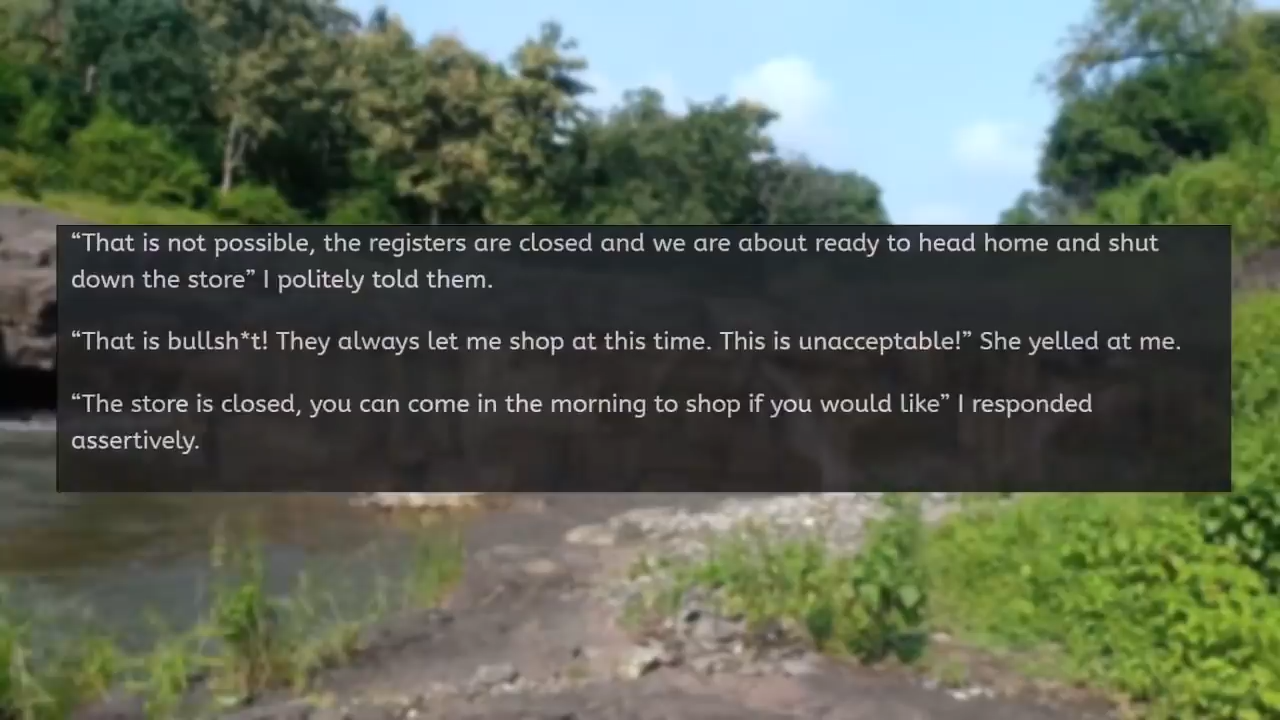 “That is not possible, the registers are closed and we are about ready to head home and shut
down the store” I politely told them.
“That is bullsh*t! They always let me shop at this time. This is unacceptable!” She yelled at me.
“The store is closed, you can come in the morning to shop if you would like” I responded
assertively.